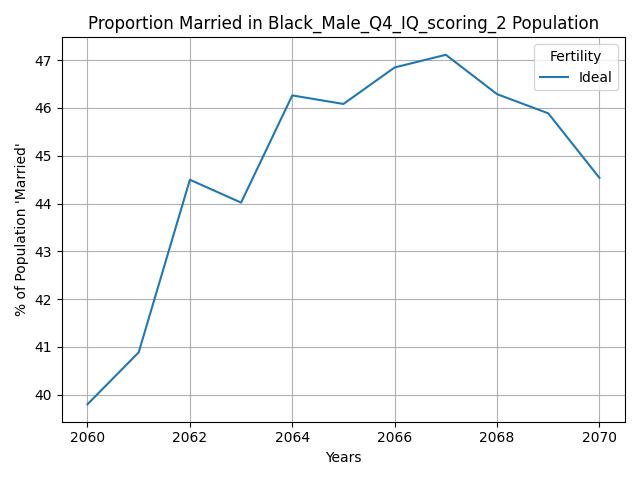 Proportion Married in Black_Male_Q4_IQ_scoring_2 Population
Fertility
Ideal
% of Population 'Married'
47
46
45
44
43
42
41
40
2060
2062
2064
2066
2068
2070
Years